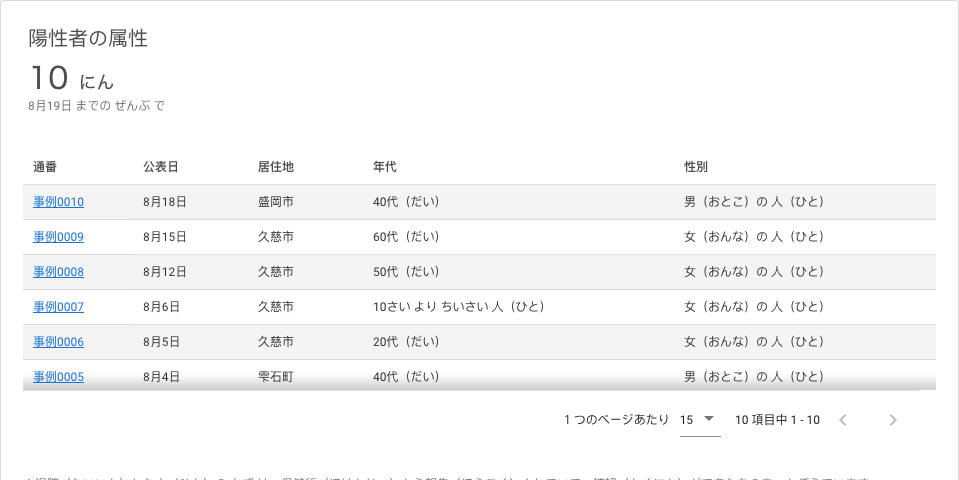 陽性者の属性
10 にん
8月19日 までの ぜんぶ で
通番 公表日 居住地 年代 性別
事例0010 8月18日 盛岡市 40代（だい） 男（おとこ）の 人（ひと）
事例0009 8月15日 久慈市 60代（だい） 女（おんな）の 人（ひと）
事例0008 8月12日 久慈市 50代（だい） 女（おんな）の 人（ひと）
事例0007 8月6日 久慈市 10さい より ちいさい 人（ひと） 女（おんな）の 人（ひと）
事例0006 8月5日 久慈市 20代（だい） 女（おんな）の 人（ひと）
事例0005 8月4日 雫石町 40代（だい） 男（おとこ）の 人（ひと）
1 つのページあたり 15 10 項目中 1 - 10